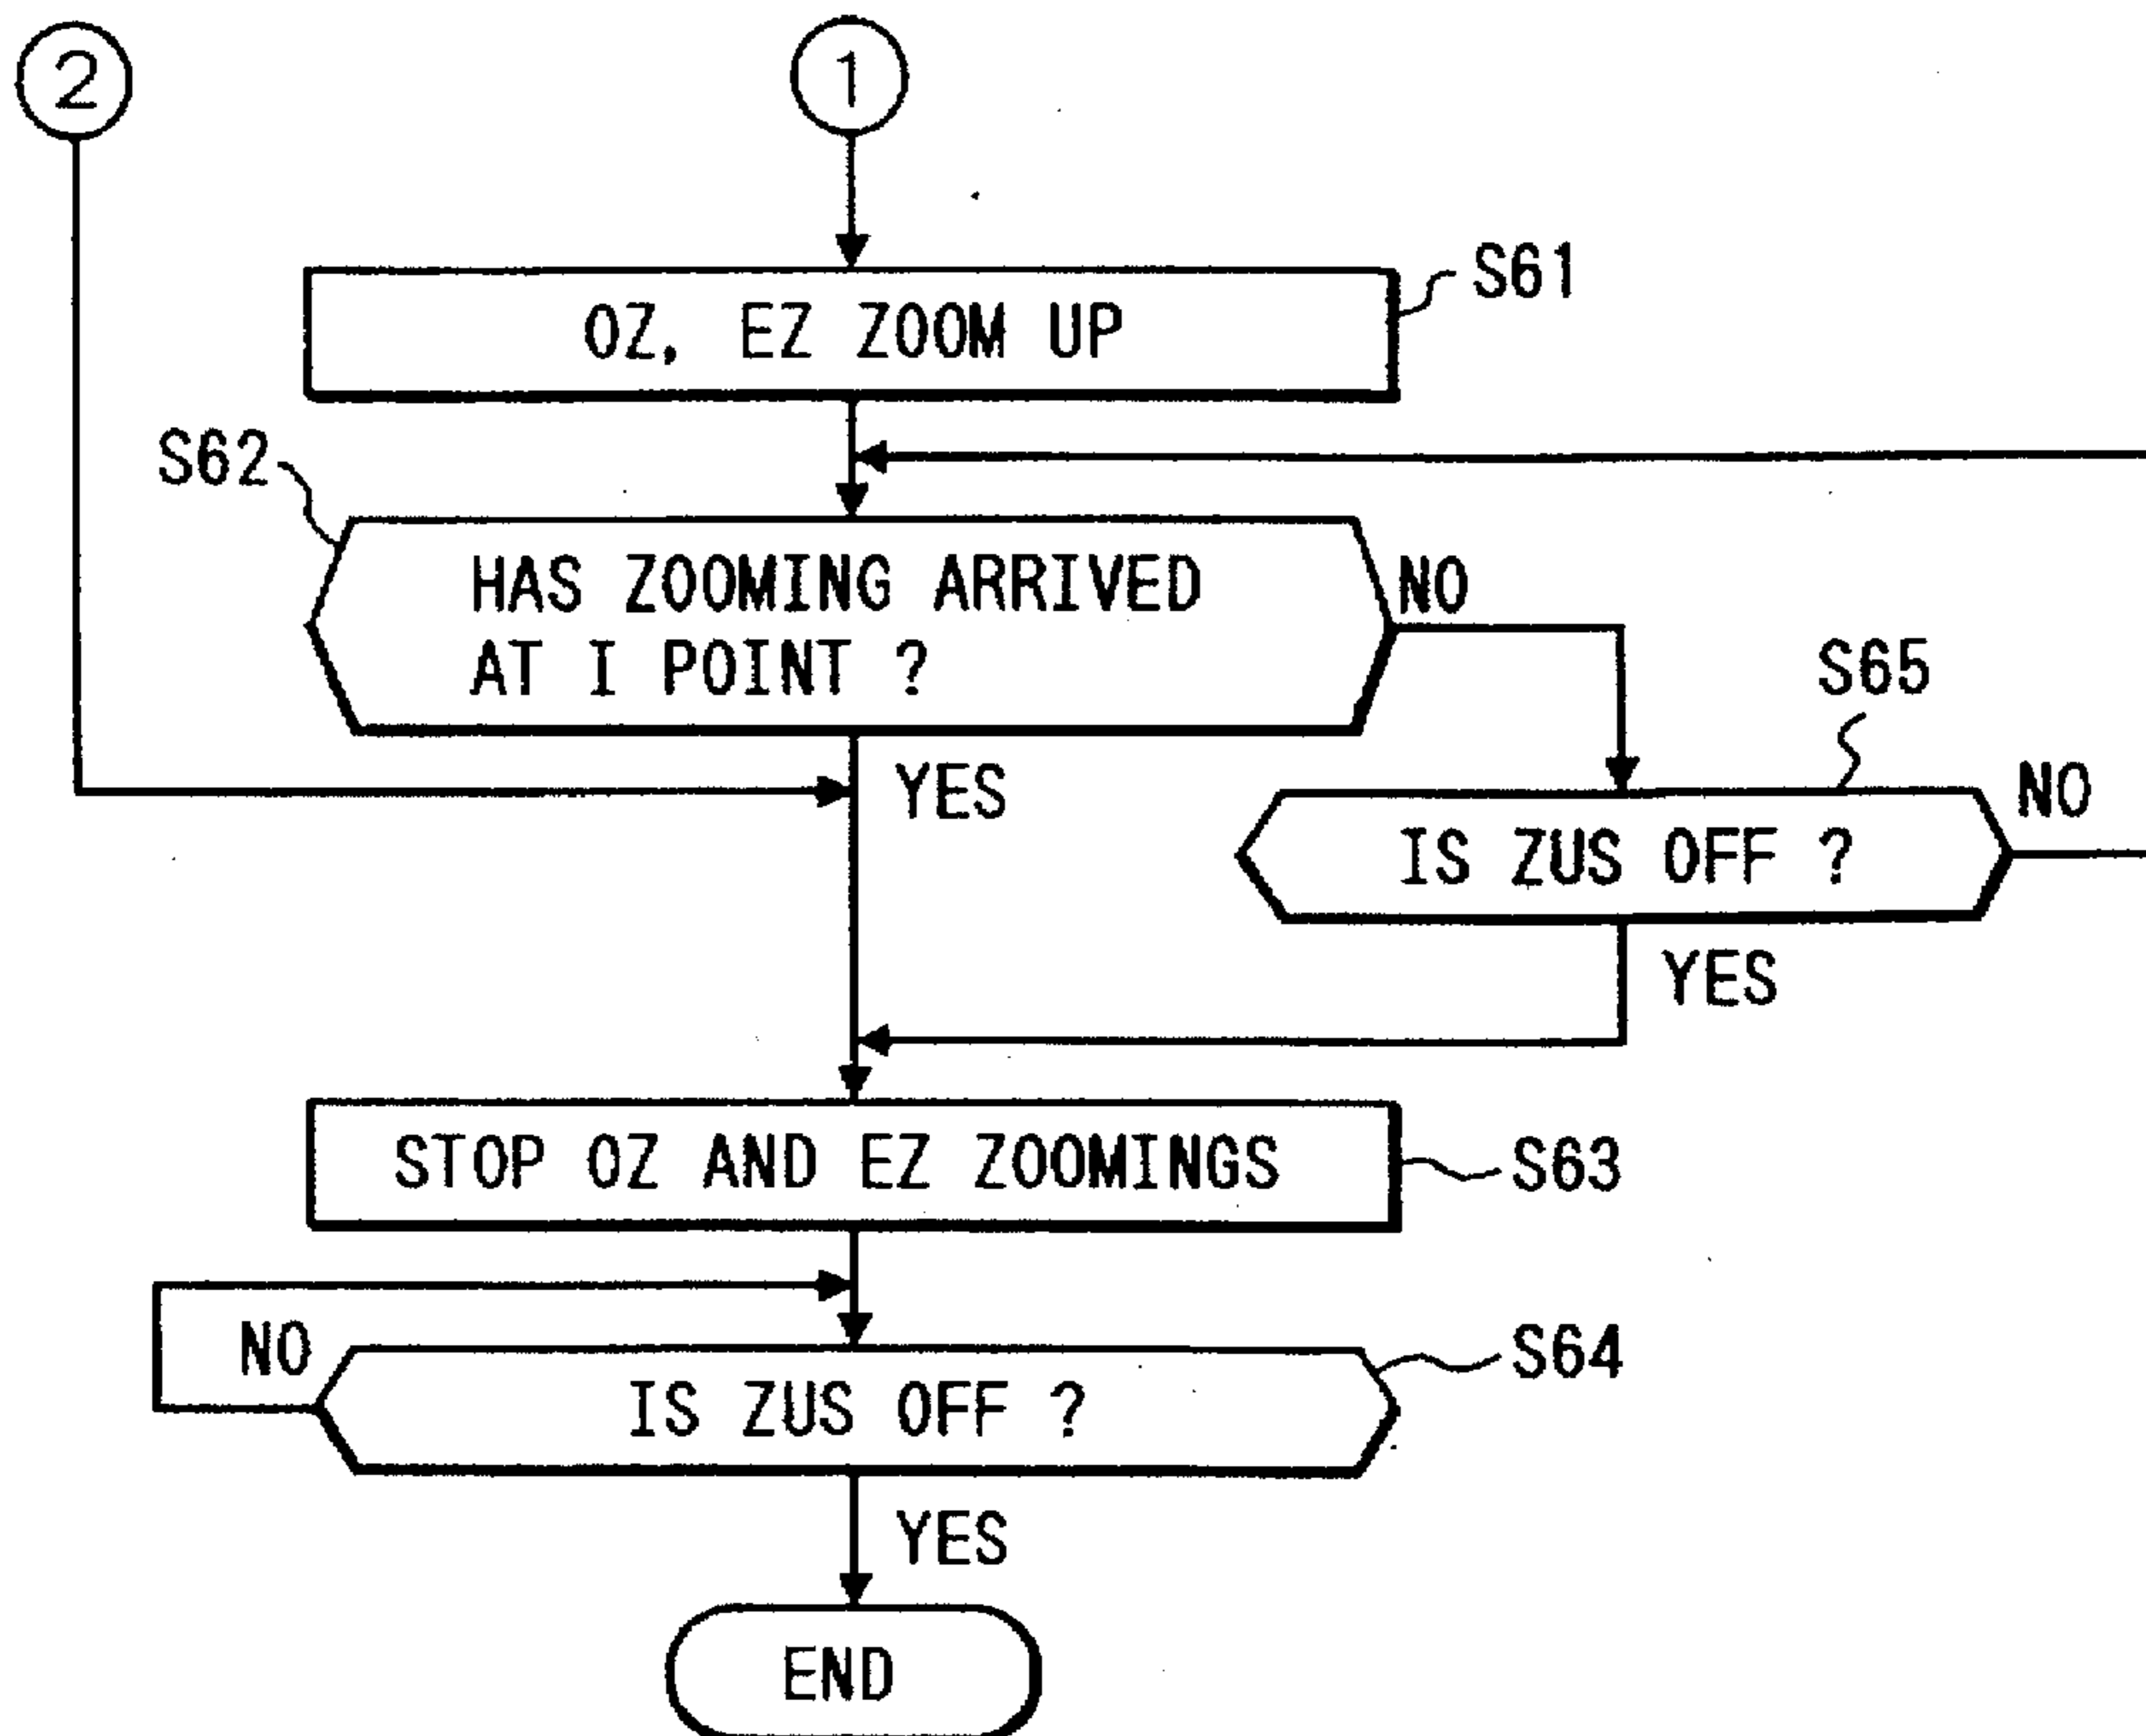 2
1
S61
OZ, EZ ZOOM UP
S62
HAS ZOOMING ARRIVED
AT I POINT ?
NO
S65
YES
IS ZUS OFF ?
NO
YES
STOP OZ AND EZ ZOOMINGS
S63
NO
S64
IS ZUS OFF ?
YES
END